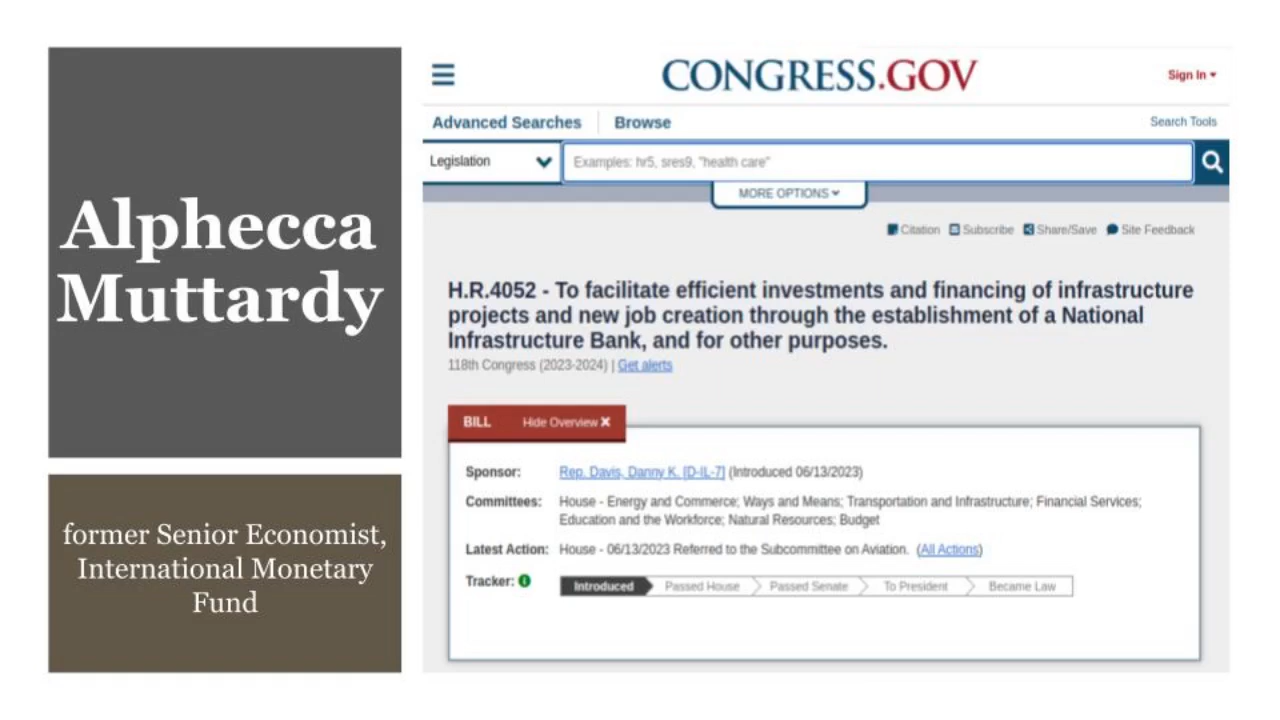 Alphecca
Muttardy
former Senior Economist,
International Monetary
Fund
CONGRESS.GOV
Sign In
Advanced Searches Browse
Search Tools
Legislation
Examples: hr5, sres9, "health care"
MORE OPTIONS
Citation Subscribe Share/Save Site Feedback
H.R.4052 - To facilitate efficient investments and financing of infrastructure
projects and new job creation through the establishment of a National
Infrastructure Bank, and for other purposes.
118th Congress (2023-2024) | Get alerts
BILL Hide Overview ✕
Sponsor: Rep. Davis, Danny K. [D-IL-7] (Introduced 06/13/2023)
Committees: House - Energy and Commerce; Ways and Means; Transportation and Infrastructure; Financial Services;
Education and the Workforce; Natural Resources; Budget
Latest Action: House - 06/13/2023 Referred to the Subcommittee on Aviation. (All Actions)
Tracker: Introduced Passed House Passed Senate To President Became Law